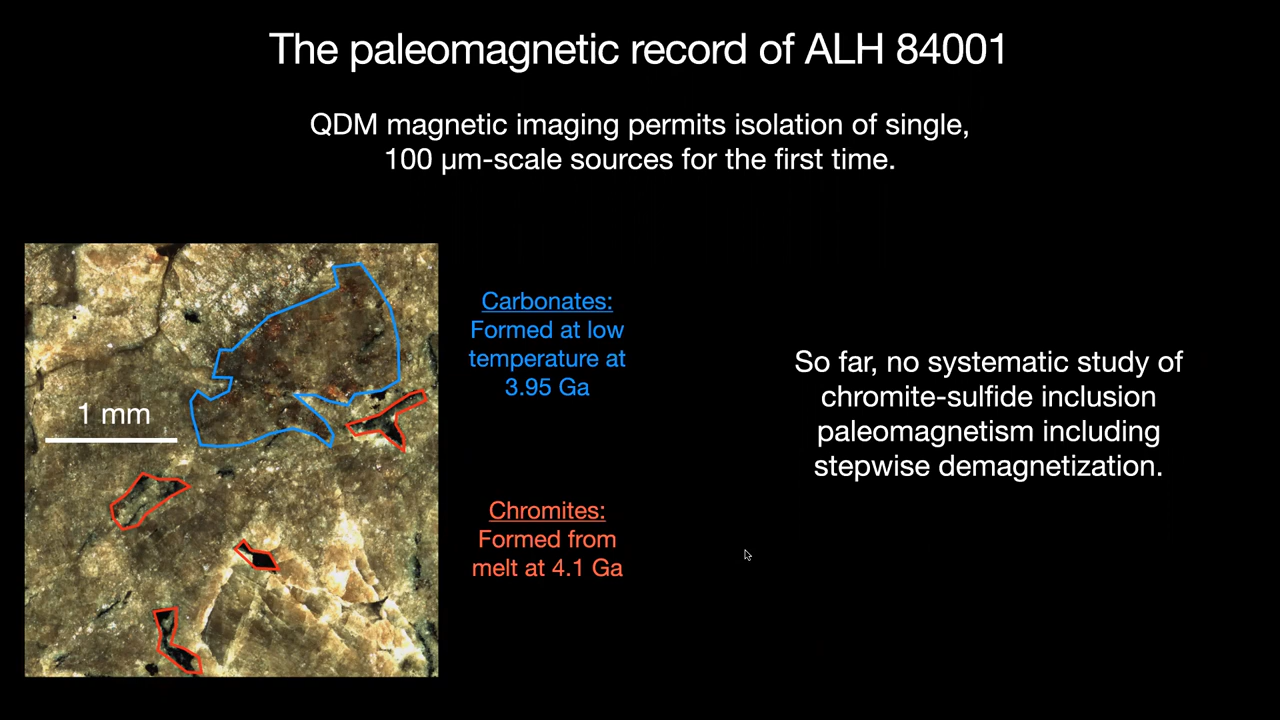 The paleomagnetic record of ALH 84001
QDM magnetic imaging permits isolation of single,
100 µm-scale sources for the first time.
1 mm
Carbonates:
Formed at low
temperature at
3.95 Ga
Chromites:
Formed from
melt at 4.1 Ga
So far, no systematic study of
chromite-sulfide inclusion
paleomagnetism including
stepwise demagnetization.